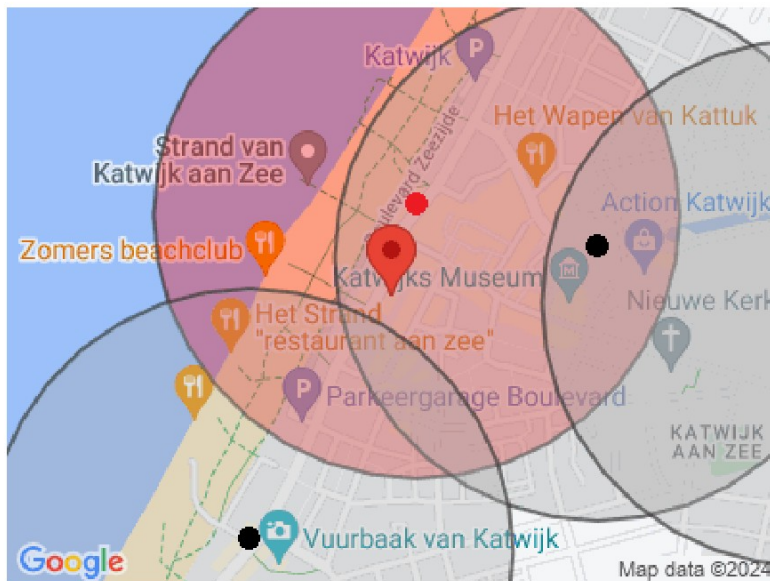 Katwijk
Het Wapen van Kattuk
Strand van
Katwijk aan Zee
Boulevard Zeezijde
Action Katwijk
Zomers beachclub
Katwijks Museum
Nieuwe Kerk
Het Strand
"restaurant aan zee"
Parkeergarage Boulevard
KATWIJK
AAN ZEE
Vuurbaak van Katwijk
Google
Map data ©2024